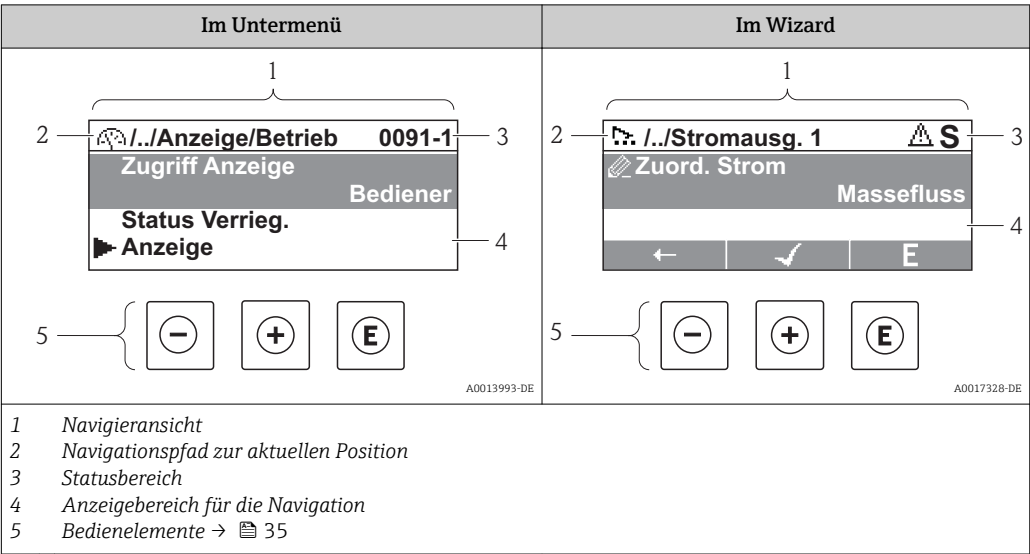 Im Untermenü
Im Wizard
1
2
/../Anzeige/Betrieb 0091-1
3
Zugriff Anzeige
Bediener
Status Verrieg.
Anzeige
4
5
- + E
A0013993-DE
1
2
/../Stromausg. 1 S
3
Zuord. Strom
Massefluss
4
← ✓ E
5
- + E
A0017328-DE
1 Navigieransicht
2 Navigationspfad zur aktuellen Position
3 Statusbereich
4 Anzeigebereich für die Navigation
5 Bedienelemente → 35